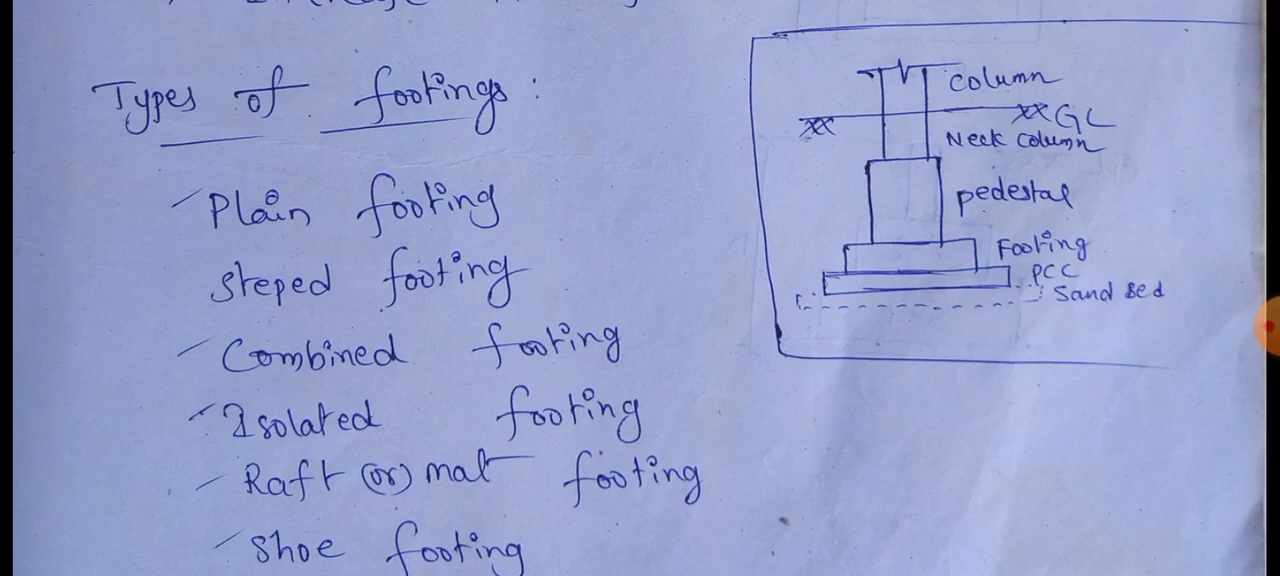 Types of footings :
Plain footing
steped footing
Combined footing
Isolated footing
Raft (or) mat footing
Shoe footing
column
GL
Neck column
pedestal
Footing
PCC
Sand Bed